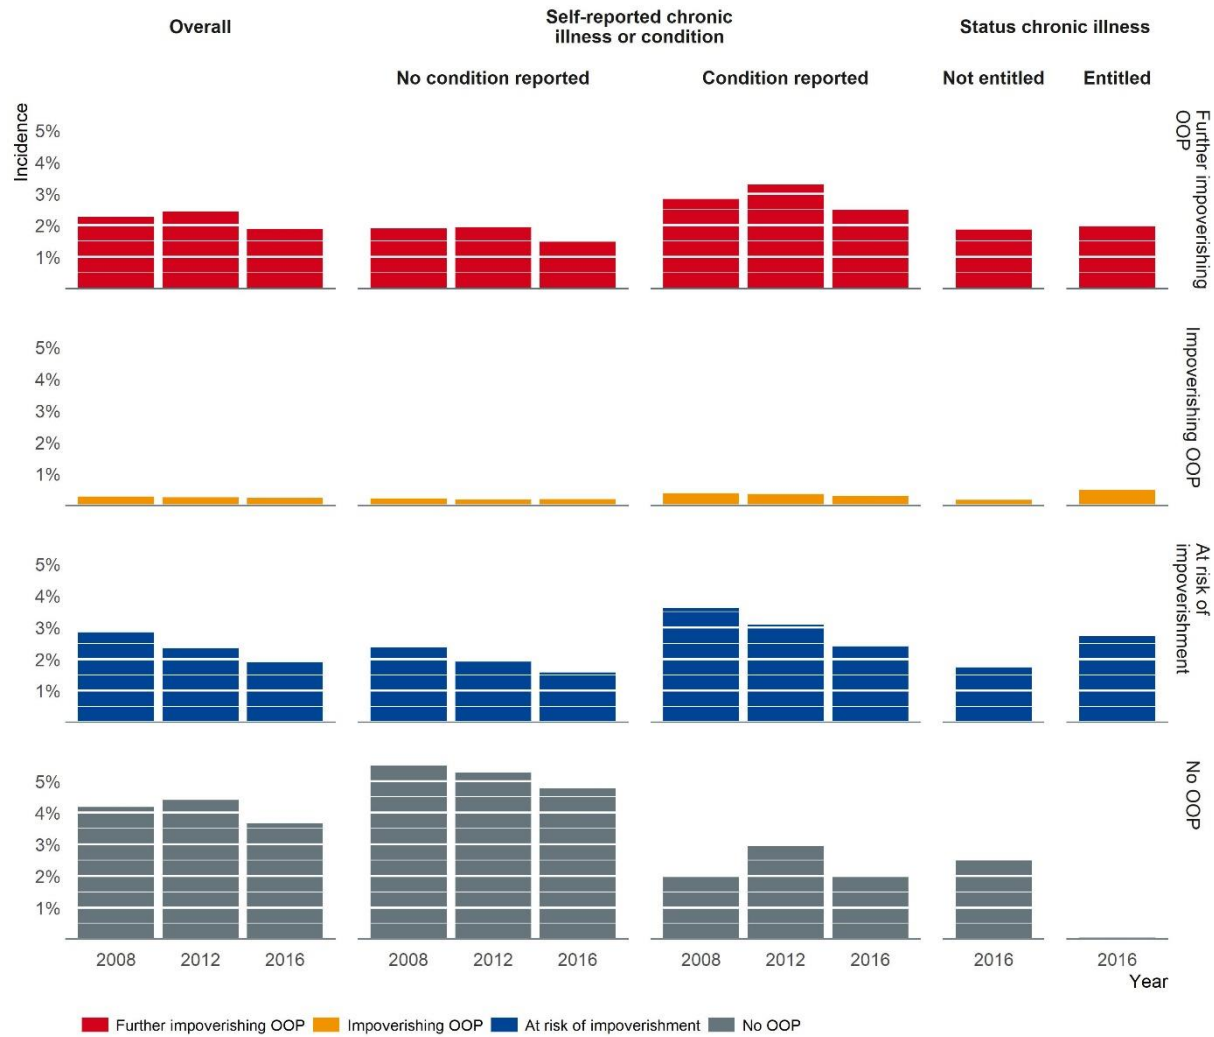 Overall
Self-reported chronic
illness or condition
Status chronic illness
No condition reported
Condition reported
Not entitled
Entitled
Incidence
5%
4%
3%
2%
1%
Further impoverishing
OOP
5%
4%
3%
2%
1%
Impoverishing OOP
5%
4%
3%
2%
1%
At risk of
impoverishment
5%
4%
3%
2%
1%
No OOP
2008 2012 2016 2008 2012 2016 2008 2012 2016 2016 2016
Year
Further impoverishing OOP Impoverishing OOP At risk of impoverishment No OOP